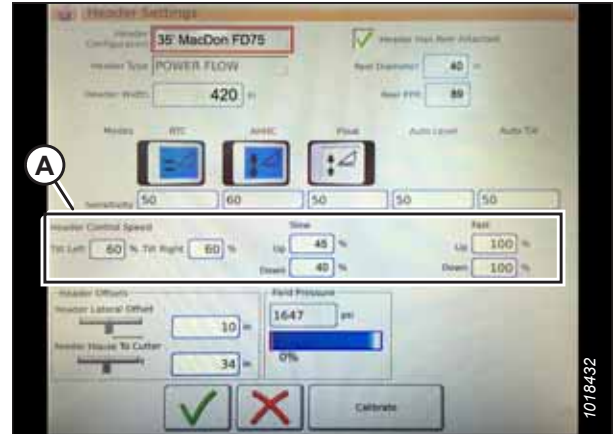 Header Settings
Header Configuration 35' MacDon FD75 Header Has Reel Attached
Header Type POWER FLOW Reel Diameter 40 in
Header Width 420 in Reel PPR 89
Modes RTC AHHC Float Auto Level Auto Tilt
Sensitivity 50 60 50 50 50
A
Header Control Speed Slow Fast
Tilt Left 60 % Tilt Right 60 % Up 45 % Up 100 %
Down 40 % Down 100 %
Header Offsets Field Pressure
Header Lateral Offset 1647 psi
10 in
Feeder House To Cutter 0%
34 in
Calibrate
1018432